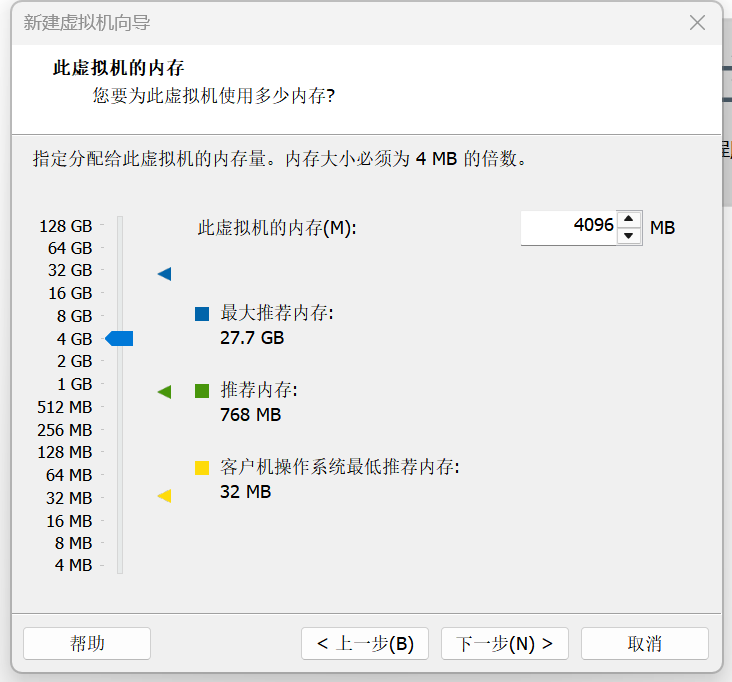 新建虚拟机向导
此虚拟机的内存
您要为此虚拟机使用多少内存?
指定分配给此虚拟机的内存量。内存大小必须为 4 MB 的倍数。
128 GB
64 GB
32 GB
16 GB
8 GB
4 GB
2 GB
1 GB
512 MB
256 MB
128 MB
64 MB
32 MB
16 MB
8 MB
4 MB
此虚拟机的内存(M): 4096 MB
最大推荐内存:
27.7 GB
推荐内存:
768 MB
客户机操作系统最低推荐内存:
32 MB
帮助 < 上一步(B) 下一步(N) > 取消